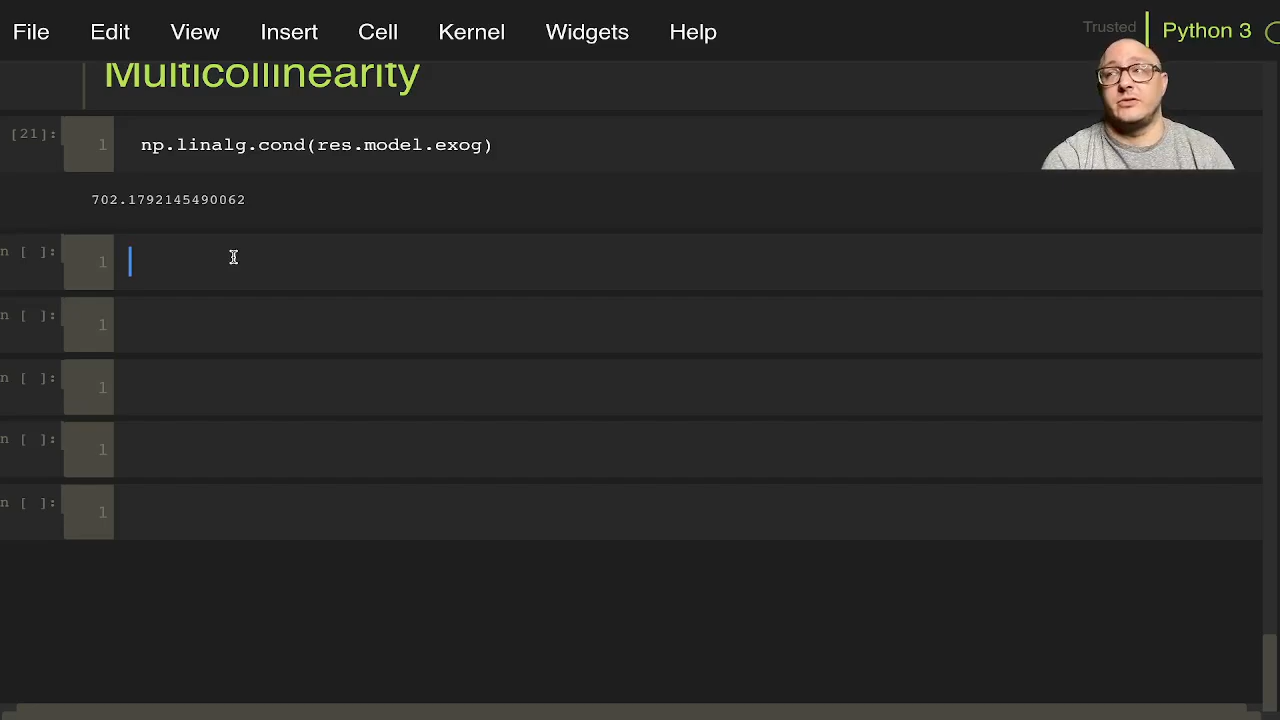 File Edit View Insert Cell Kernel Widgets Help Trusted Python 3
Multicollinearity
[21]: 1 np.linalg.cond(res.model.exog)
702.1792145490062
n [ ]: 1
n [ ]: 1
n [ ]: 1
n [ ]: 1
n [ ]: 1